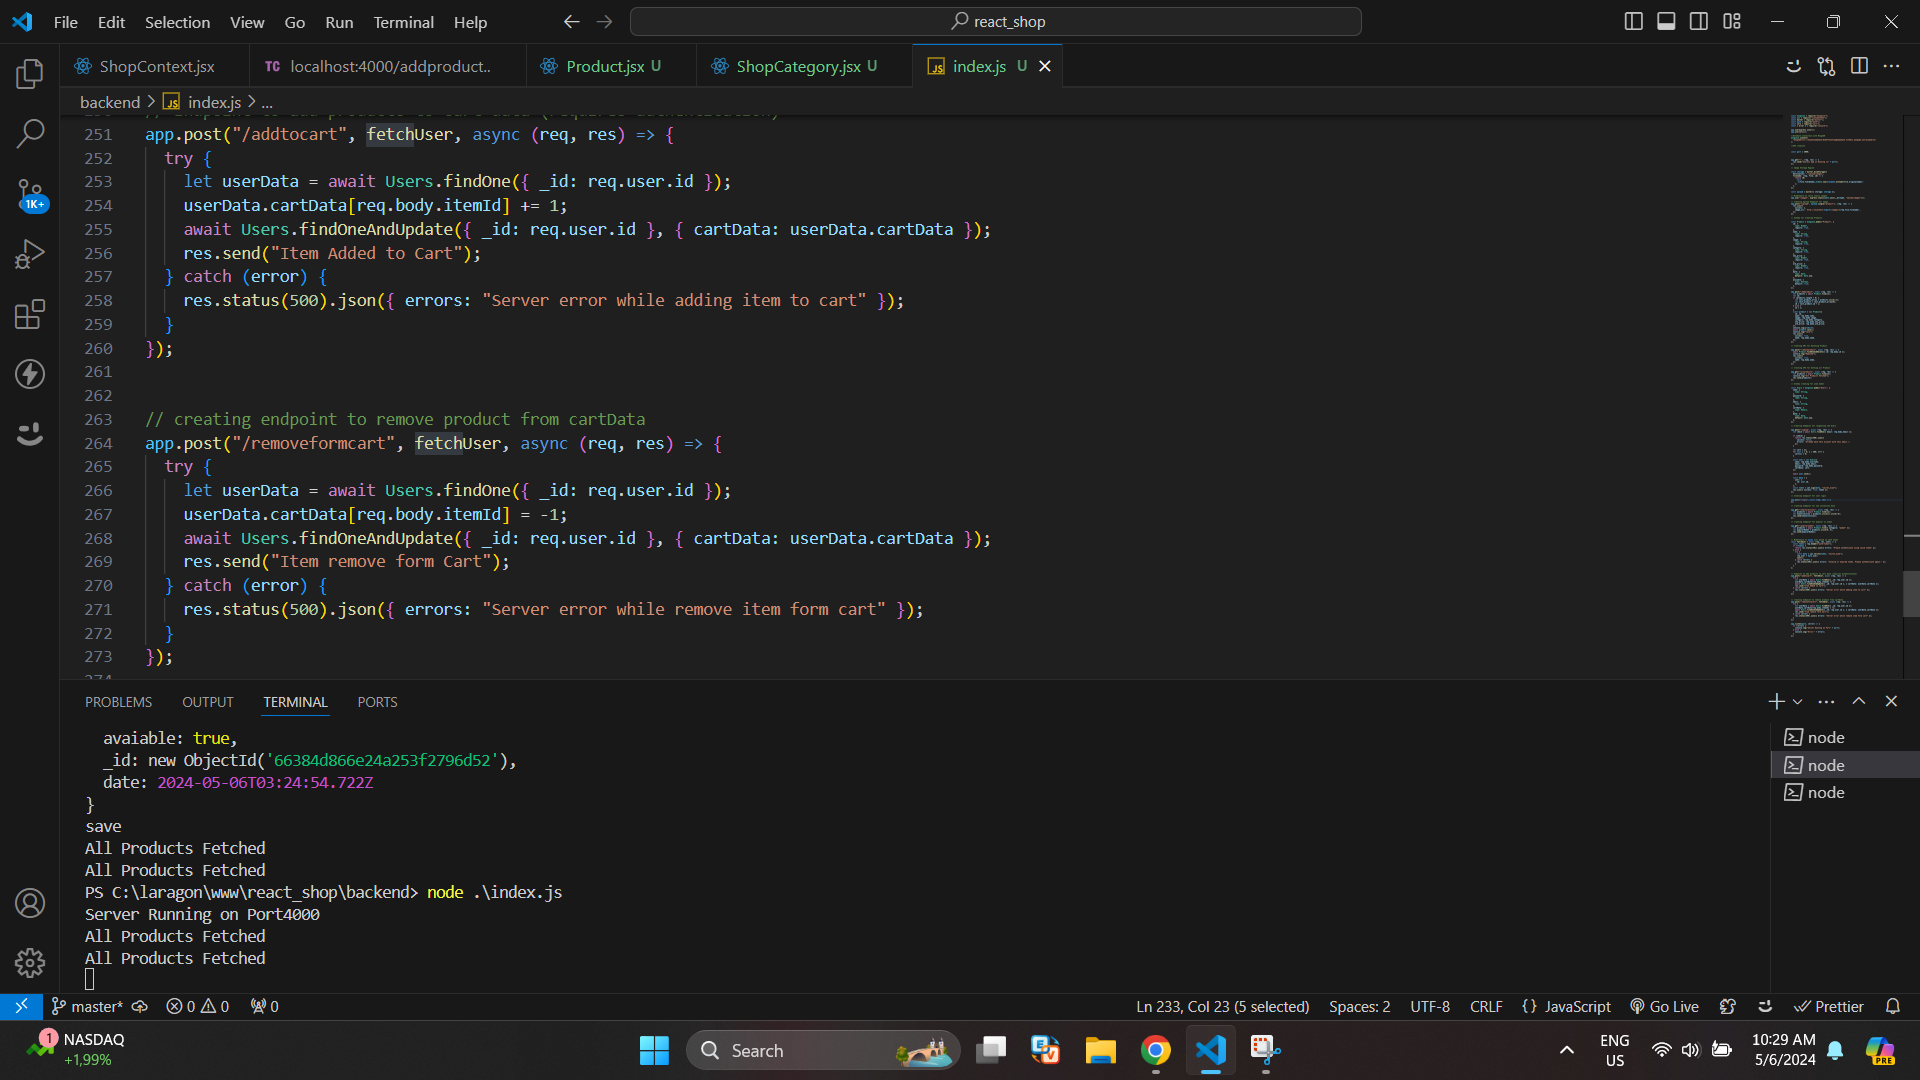 File Edit Selection View Go Run Terminal Help
react_shop
ShopContext.jsx
TC localhost:4000/addproduct..
Product.jsx U
ShopCategory.jsx U
JS index.js U
backend > JS index.js > ...
251 app.post("/addtocart", fetchUser, async (req, res) => {
252 try {
253 let userData = await Users.findOne({ _id: req.user.id });
254 userData.cartData[req.body.itemId] += 1;
255 await Users.findOneAndUpdate({ _id: req.user.id }, { cartData: userData.cartData });
256 res.send("Item Added to Cart");
257 } catch (error) {
258 res.status(500).json({ errors: "Server error while adding item to cart" });
259 }
260 });
261
262
263 // creating endpoint to remove product from cartData
264 app.post("/removeformcart", fetchUser, async (req, res) => {
265 try {
266 let userData = await Users.findOne({ _id: req.user.id });
267 userData.cartData[req.body.itemId] = -1;
268 await Users.findOneAndUpdate({ _id: req.user.id }, { cartData: userData.cartData });
269 res.send("Item remove form Cart");
270 } catch (error) {
271 res.status(500).json({ errors: "Server error while remove item form cart" });
272 }
273 });
1K+
PROBLEMS OUTPUT TERMINAL PORTS
avaiable: true,
_id: new ObjectId('66384d866e24a253f2796d52'),
date: 2024-05-06T03:24:54.722Z
}
save
All Products Fetched
All Products Fetched
PS C:\laragon\www\react_shop\backend> node .\index.js
Server Running on Port4000
All Products Fetched
All Products Fetched
node
node
node
master* 0 0 0
Ln 233, Col 23 (5 selected) Spaces: 2 UTF-8 CRLF {} JavaScript Go Live Prettier
1
NASDAQ
+1,99%
Search
ENG
US
10:29 AM
5/6/2024
PRE